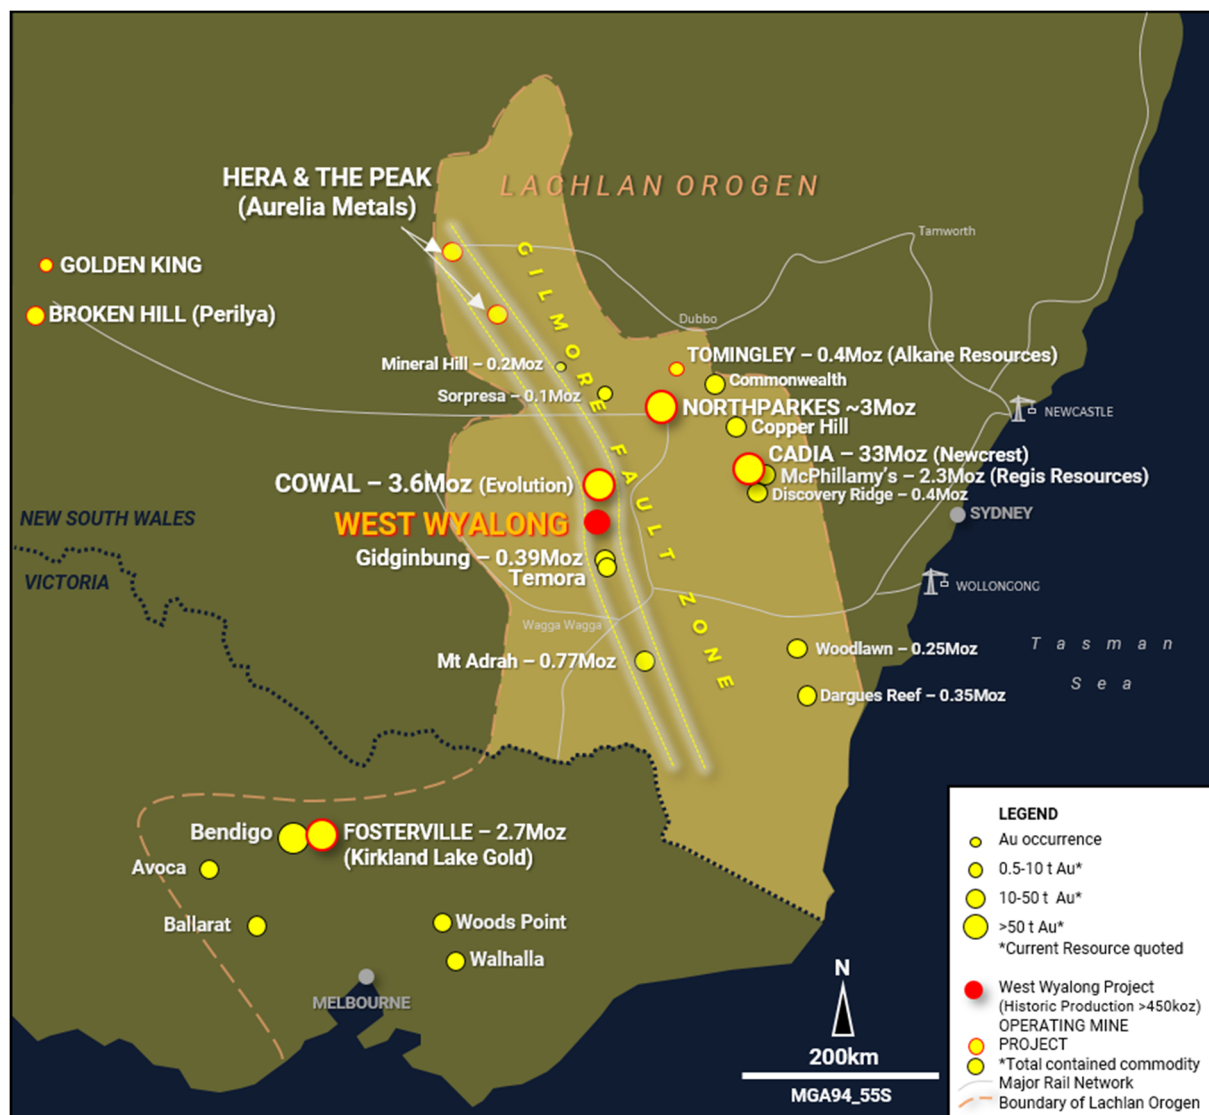 HERA & THE PEAK
(Aurelia Metals)
LACHLAN OROGEN
GILMORE FAULT ZONE
Tamworth
GOLDEN KING
BROKEN HILL (Perilya)
Dubbo
Mineral Hill – 0.2Moz
TOMINGLEY – 0.4Moz (Alkane Resources)
Commonwealth
Sorpresa – 0.1Moz
NORTHPARKES ~3Moz
NEWCASTLE
Copper Hill
CADIA – 33Moz (Newcrest)
McPhillamy's – 2.3Moz (Regis Resources)
Discovery Ridge – 0.4Moz
COWAL – 3.6Moz (Evolution)
SYDNEY
NEW SOUTH WALES
WEST WYALONG
VICTORIA
Gidginbung – 0.39Moz
Temora
WOLLONGONG
Wagga Wagga
Tasman
Sea
Woodlawn – 0.25Moz
Mt Adrah – 0.77Moz
Dargues Reef – 0.35Moz
Bendigo
FOSTERVILLE – 2.7Moz
(Kirkland Lake Gold)
Avoca
Ballarat
Woods Point
Walhalla
MELBOURNE
N
200km
MGA94_55S
LEGEND
Au occurrence
0.5-10 t Au*
10-50 t Au*
>50 t Au*
*Current Resource quoted
West Wyalong Project
(Historic Production >450koz)
OPERATING MINE
PROJECT
*Total contained commodity
Major Rail Network
Boundary of Lachlan Orogen